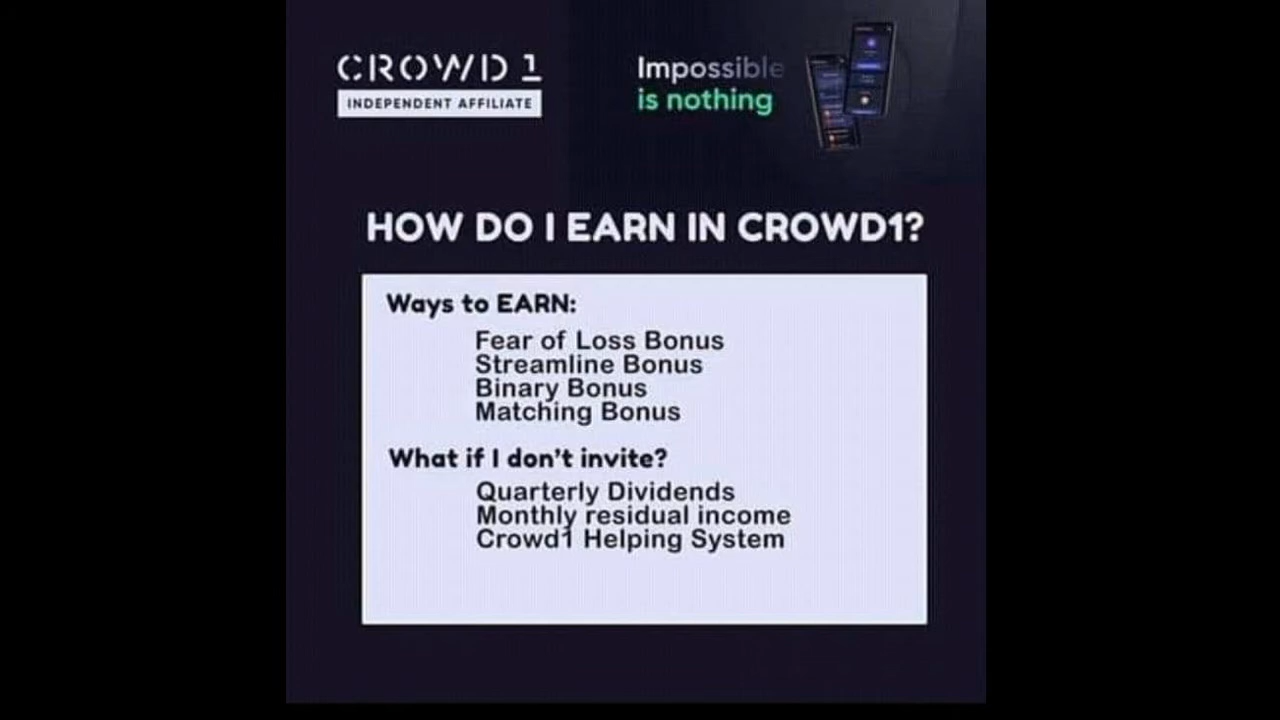 CROWD 1
INDEPENDENT AFFILIATE
Impossible
is nothing
HOW DO I EARN IN CROWD1?
Ways to EARN:
Fear of Loss Bonus
Streamline Bonus
Binary Bonus
Matching Bonus
What if I don't invite?
Quarterly Dividends
Monthly residual income
Crowd1 Helping System